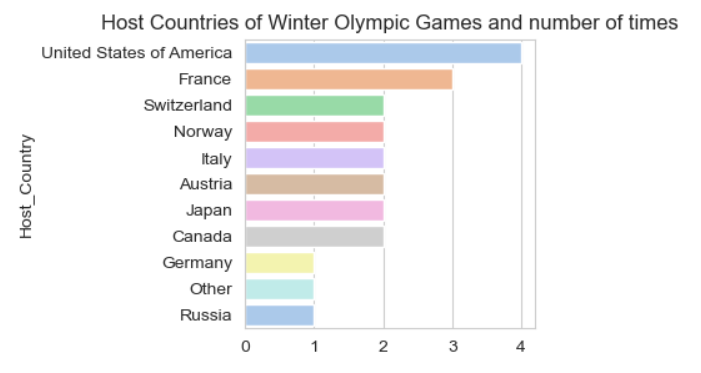 Host Countries of Winter Olympic Games and number of times
Host_Country
United States of America
France
Switzerland
Norway
Italy
Austria
Japan
Canada
Germany
Other
Russia
0 1 2 3 4